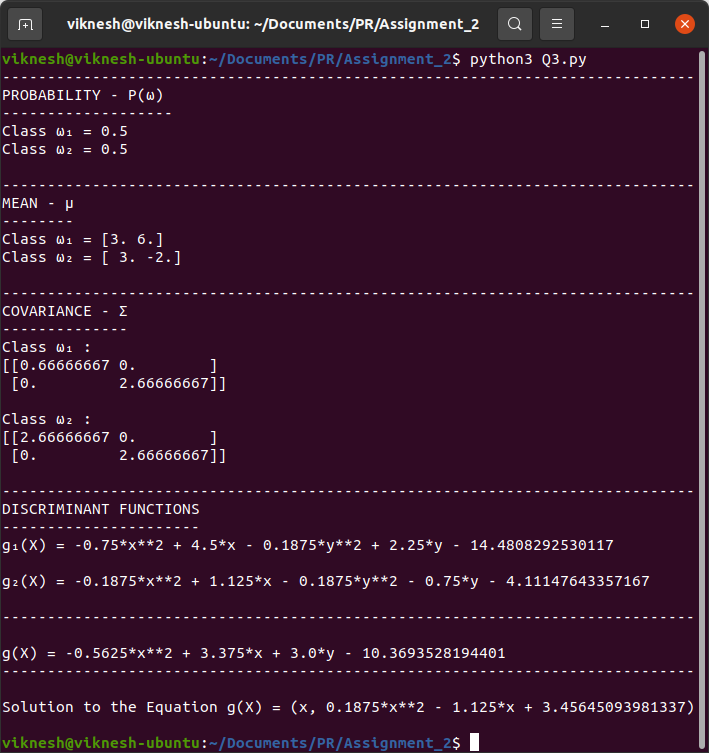 viknesh@viknesh-ubuntu: ~/Documents/PR/Assignment_2
viknesh@viknesh-ubuntu:~/Documents/PR/Assignment_2$ python3 Q3.py
-----------------------------------------------------------------------------
PROBABILITY - P(ω)
-------------------
Class ω₁ = 0.5
Class ω₂ = 0.5
-----------------------------------------------------------------------------
MEAN - μ
--------
Class ω₁ = [3. 6.]
Class ω₂ = [ 3. -2.]
-----------------------------------------------------------------------------
COVARIANCE - Σ
--------------
Class ω₁ :
[[0.66666667 0.        ]
 [0.         2.66666667]]
Class ω₂ :
[[2.66666667 0.        ]
 [0.         2.66666667]]
-----------------------------------------------------------------------------
DISCRIMINANT FUNCTIONS
----------------------
g₁(X) = -0.75*x**2 + 4.5*x - 0.1875*y**2 + 2.25*y - 14.4808292530117
g₂(X) = -0.1875*x**2 + 1.125*x - 0.1875*y**2 - 0.75*y - 4.11147643357167
-----------------------------------------------------------------------------
g(X) = -0.5625*x**2 + 3.375*x + 3.0*y - 10.3693528194401
-----------------------------------------------------------------------------
Solution to the Equation g(X) = (x, 0.1875*x**2 - 1.125*x + 3.45645093981337)
viknesh@viknesh-ubuntu:~/Documents/PR/Assignment_2$